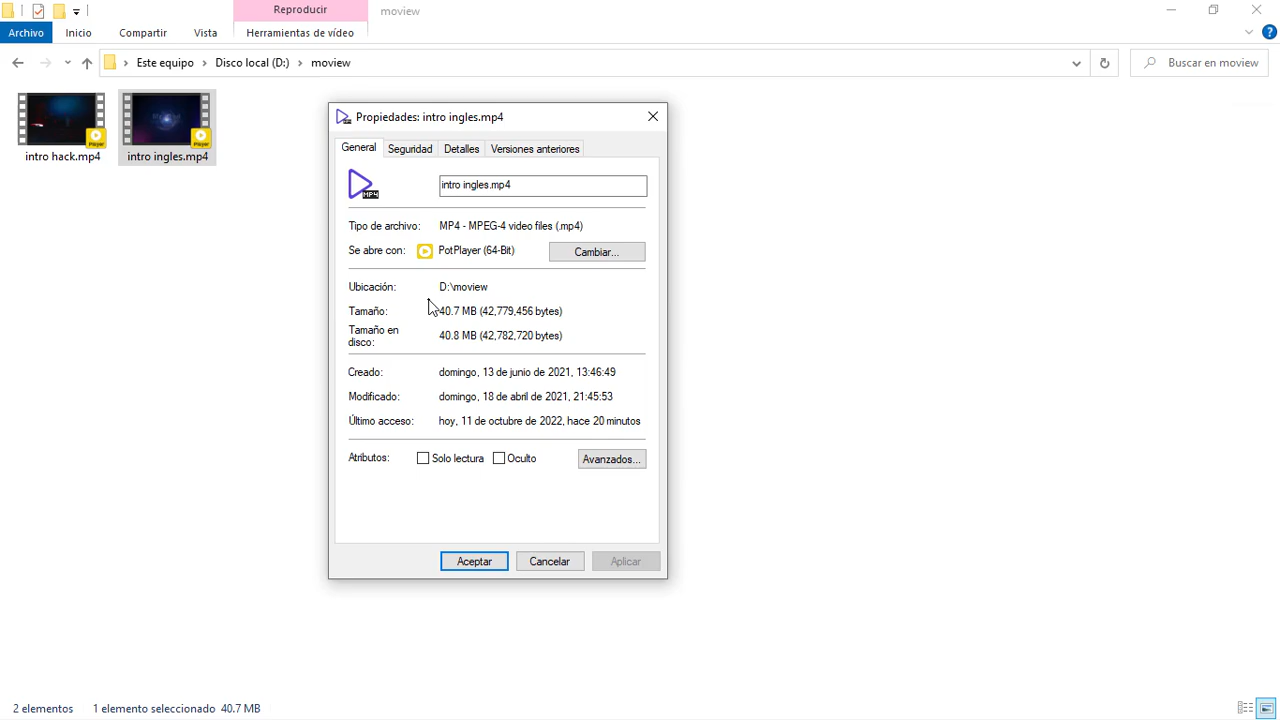 Reproducir
moview
Archivo
Inicio
Compartir
Vista
Herramientas de vídeo
Este equipo
Disco local (D:)
moview
Buscar en moview
Player
intro hack.mp4
Player
intro ingles.mp4
Propiedades: intro ingles.mp4
General
Seguridad
Detalles
Versiones anteriores
MP4
intro ingles.mp4
Tipo de archivo: MP4 - MPEG-4 video files (.mp4)
Se abre con: PotPlayer (64-Bit) Cambiar...
Ubicación: D:\moview
Tamaño: 40.7 MB (42,779,456 bytes)
Tamaño en
disco: 40.8 MB (42,782,720 bytes)
Creado: domingo, 13 de junio de 2021, 13:46:49
Modificado: domingo, 18 de abril de 2021, 21:45:53
Último acceso: hoy, 11 de octubre de 2022, hace 20 minutos
Atributos: Solo lectura Oculto Avanzados...
Aceptar Cancelar Aplicar
2 elementos 1 elemento seleccionado 40.7 MB